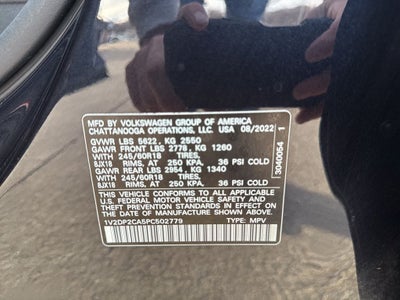 MFD BY VOLKSWAGEN GROUP OF AMERICA
CHATTANOOGA OPERATIONS, LLC. USA 08/2022
GVWR LBS 5622, KG 2550
GAWR FRONT LBS 2778, KG 1260
WITH 245/60R18 TIRES,
8JX18 RIMS, AT 250 KPA, 36 PSI COLD
GAWR REAR LBS 2954, KG 1340
WITH 245/60R18 TIRES,
8JX18 RIMS, AT 250 KPA, 36 PSI COLD
THIS VEHICLE CONFORMS TO ALL APPLICABLE
U.S. FEDERAL MOTOR VEHICLE SAFETY AND
THEFT PREVENTION STANDARDS IN EFFECT ON
THE DATE OF MANUFACTURE SHOWN ABOVE.
1V2DP2CA5PC502779 TYPE: MPV
3040054 1